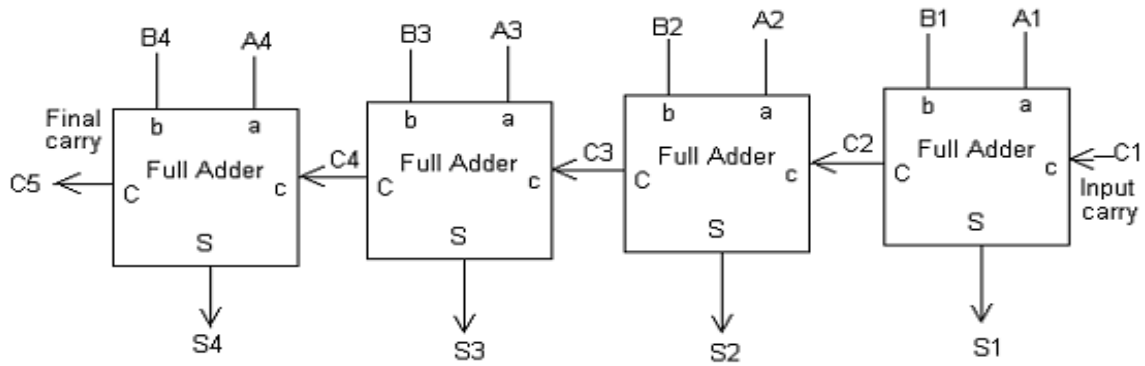 B4 A4 B3 A3 B2 A2 B1 A1
b a b a b a b a
Final
carry
Full Adder C4 Full Adder C3 Full Adder C2 Full Adder C1
C5 C c C c C c C c
Input
carry
S S S S
S4 S3 S2 S1